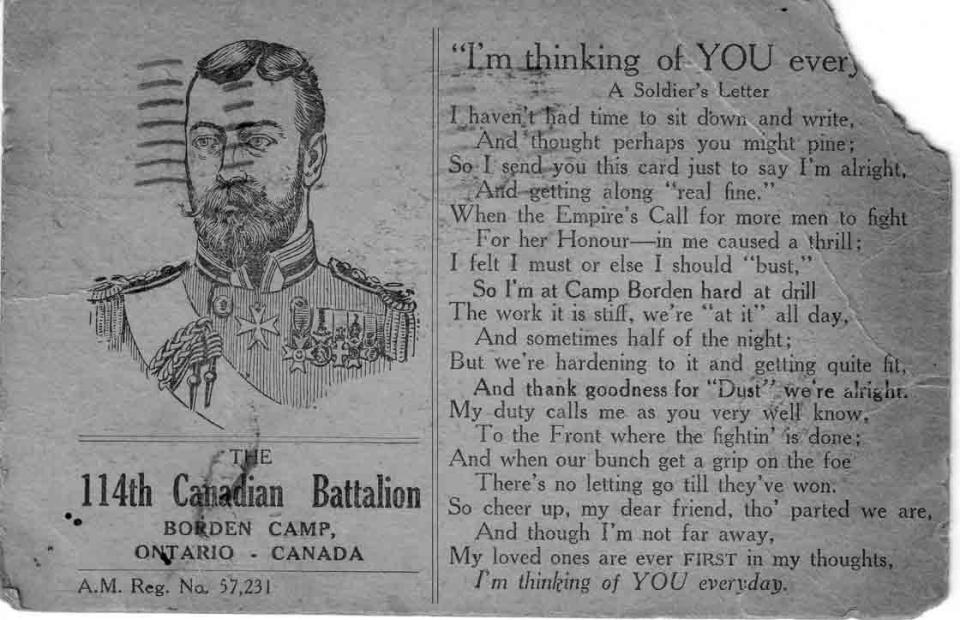 THE
114th Canadian Battalion
BORDEN CAMP,
ONTARIO - CANADA
A.M. Reg. No. 57,231
"I'm thinking of YOU every
A Soldier's Letter
I haven't had time to sit down and write,
And thought perhaps you might pine;
So I send you this card just to say I'm alright,
And getting along "real fine."
When the Empire's Call for more men to fight
For her Honour—in me caused a thrill;
I felt I must or else I should "bust,"
So I'm at Camp Borden hard at drill
The work it is stiff, we're "at it" all day,
And sometimes half of the night;
But we're hardening to it and getting quite fit,
And thank goodness for "Dust" we're alright.
My duty calls me as you very well know,
To the Front where the fightin' is done;
And when our bunch get a grip on the foe
There's no letting go till they've won.
So cheer up, my dear friend, tho' parted we are,
And though I'm not far away,
My loved ones are ever FIRST in my thoughts,
I'm thinking of YOU everyday.